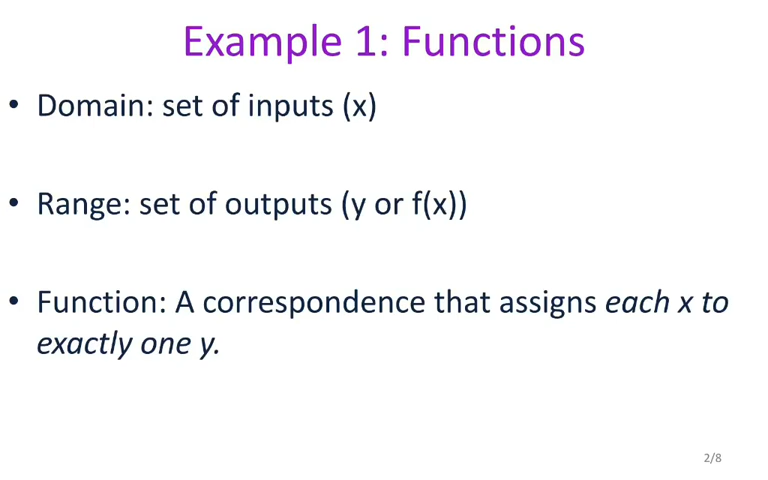 Example 1: Functions
• Domain: set of inputs (x)
• Range: set of outputs (y or f(x))
• Function: A correspondence that assigns each x to
exactly one y.
2/8